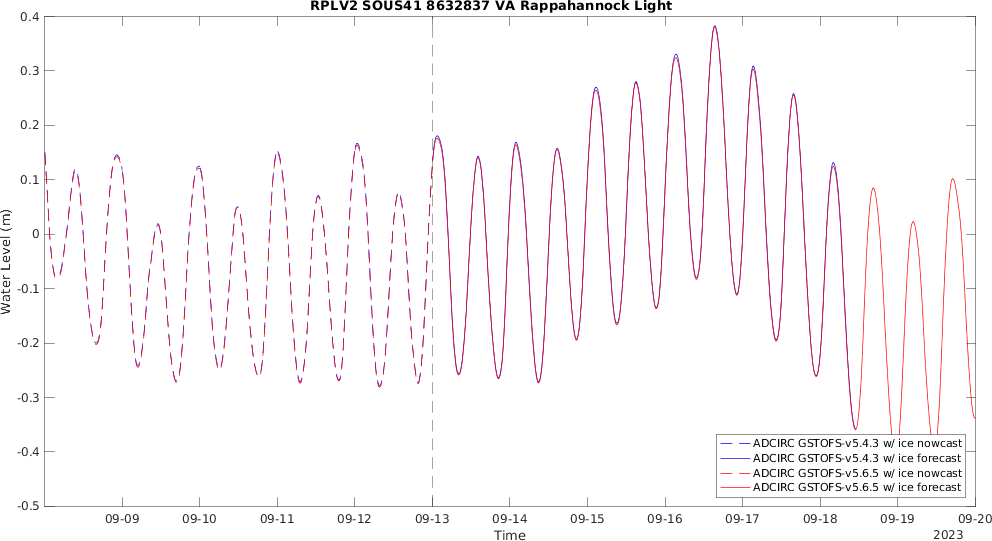 RPLV2 SOUS41 8632837 VA Rappahannock Light
0.4
0.3
0.2
0.1
0
-0.1
-0.2
-0.3
-0.4
-0.5
Water Level (m)
ADCIRC GSTOFS-v5.4.3 w/ ice nowcast
ADCIRC GSTOFS-v5.4.3 w/ ice forecast
ADCIRC GSTOFS-v5.6.5 w/ ice nowcast
ADCIRC GSTOFS-v5.6.5 w/ ice forecast
09-09 09-10 09-11 09-12 09-13 09-14 09-15 09-16 09-17 09-18 09-19 09-20
Time 2023